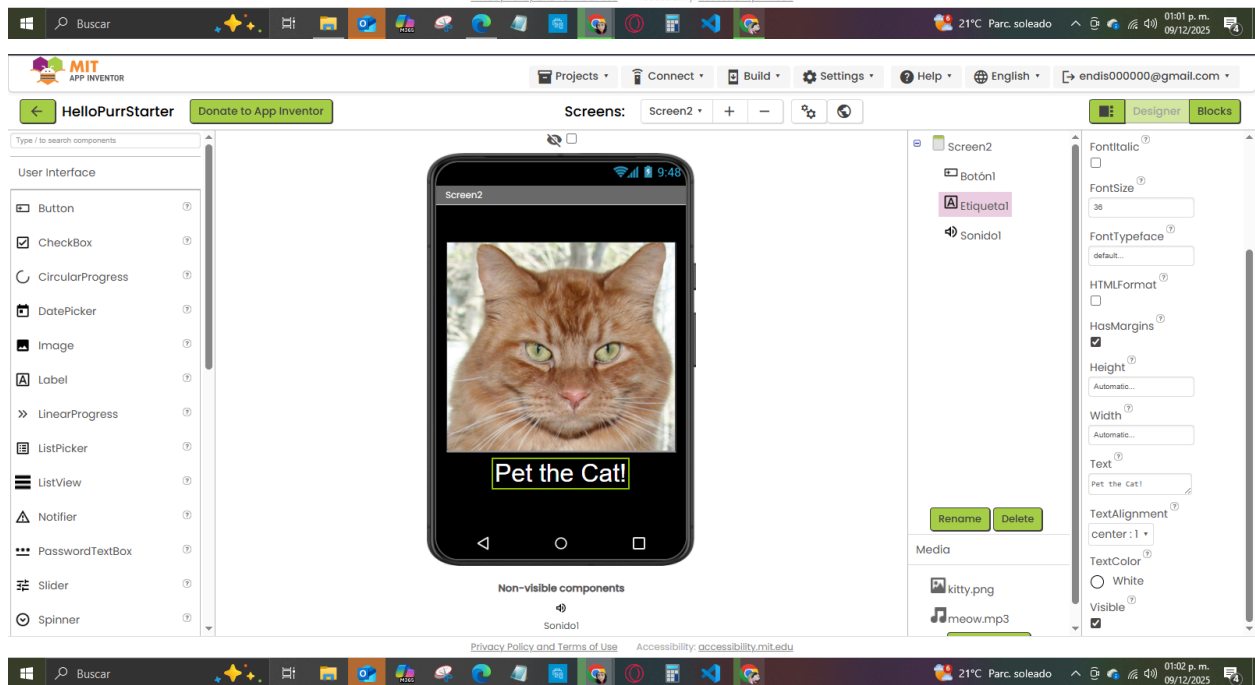 Buscar
21°C Parc. soleado
01:01 p. m.
09/12/2025
4
MIT
APP INVENTOR
Projects
Connect
Build
Settings
Help
English
endis000000@gmail.com
HelloPurrStarter
Donate to App Inventor
Screens:
Screen2
Designer
Blocks
Type / to search components
User Interface
Button
CheckBox
CircularProgress
DatePicker
Image
Label
LinearProgress
ListPicker
ListView
Notifier
PasswordTextBox
Slider
Spinner
9:48
Screen2
Pet the Cat!
Non-visible components
Sonido1
Screen2
Botón1
Etiqueta1
Sonido1
Rename
Delete
Media
kitty.png
meow.mp3
FontItalic
FontSize
36
FontTypeface
default...
HTMLFormat
HasMargins
Height
Automatic...
Width
Automatic...
Text
Pet the Cat!
TextAlignment
center : 1
TextColor
White
Visible
Privacy Policy and Terms of Use Accessibility: accessibility.mit.edu
Buscar
21°C Parc. soleado
01:02 p. m.
09/12/2025
4